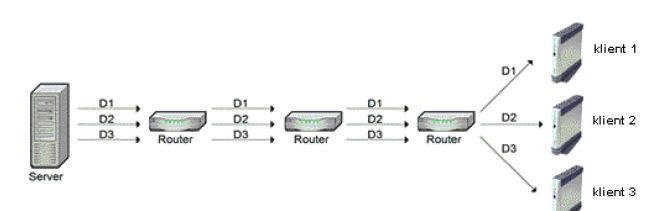 klient 1
D1
D1 D1 D1
D2 D2 D2 D2 klient 2
D3 D3 D3 D3
Router Router Router
Server
klient 3